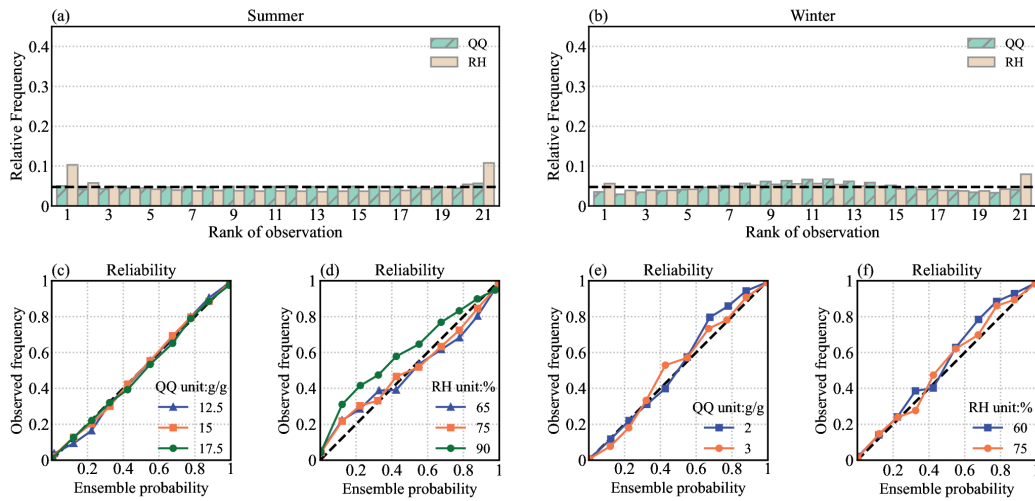 (a) Summer
Relative Frequency
0.4
0.3
0.2
0.1
0
QQ
RH
1 3 5 7 9 11 13 15 17 19 21
Rank of observation
(b) Winter
Relative Frequency
0.4
0.3
0.2
0.1
0
QQ
RH
1 3 5 7 9 11 13 15 17 19 21
Rank of observation
(c) Reliability
Observed frequency
1
0.8
0.6
0.4
0.2
0
QQ unit:g/g
12.5
15
17.5
0.2 0.4 0.6 0.8 1
Ensemble probability
(d) Reliability
Observed frequency
1
0.8
0.6
0.4
0.2
0
RH unit:%
65
75
90
0.2 0.4 0.6 0.8 1
Ensemble probability
(e) Reliability
Observed frequency
1
0.8
0.6
0.4
0.2
0
QQ unit:g/g
2
3
0.2 0.4 0.6 0.8 1
Ensemble probability
(f) Reliability
Observed frequency
1
0.8
0.6
0.4
0.2
0
RH unit:%
60
75
0.2 0.4 0.6 0.8 1
Ensemble probability